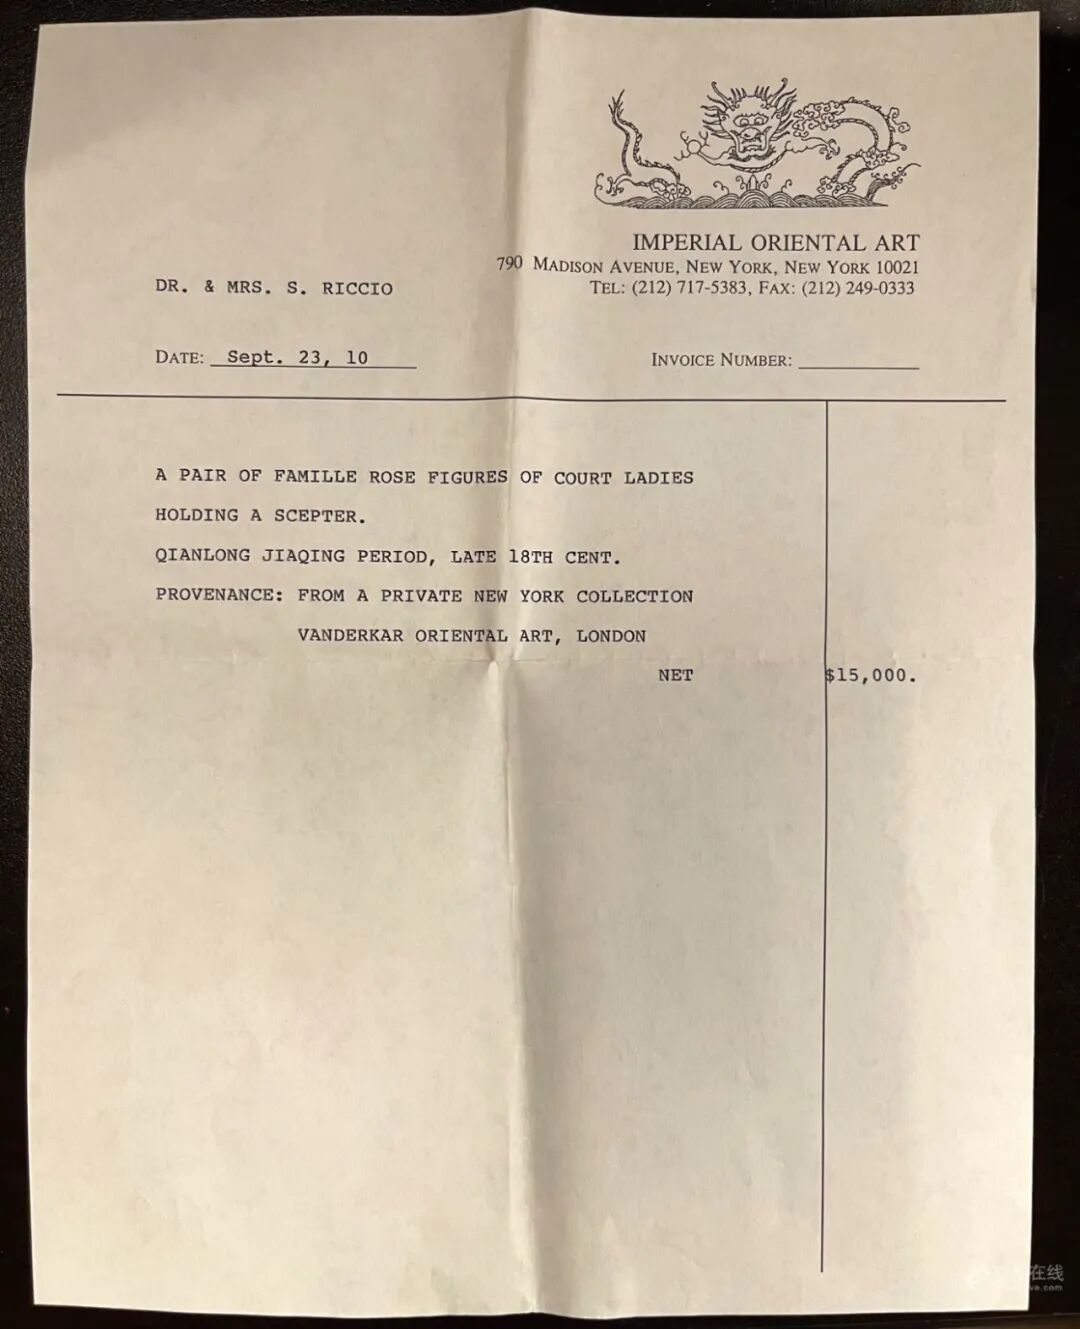 IMPERIAL ORIENTAL ART
790 MADISON AVENUE, NEW YORK, NEW YORK 10021
TEL: (212) 717-5383, FAX: (212) 249-0333
DR. & MRS. S. RICCIO
DATE: Sept. 23, 10
INVOICE NUMBER:
A PAIR OF FAMILLE ROSE FIGURES OF COURT LADIES
HOLDING A SCEPTER.
QIANLONG JIAQING PERIOD, LATE 18TH CENT.
PROVENANCE: FROM A PRIVATE NEW YORK COLLECTION
VANDERKAR ORIENTAL ART, LONDON
NET $15,000.
在线